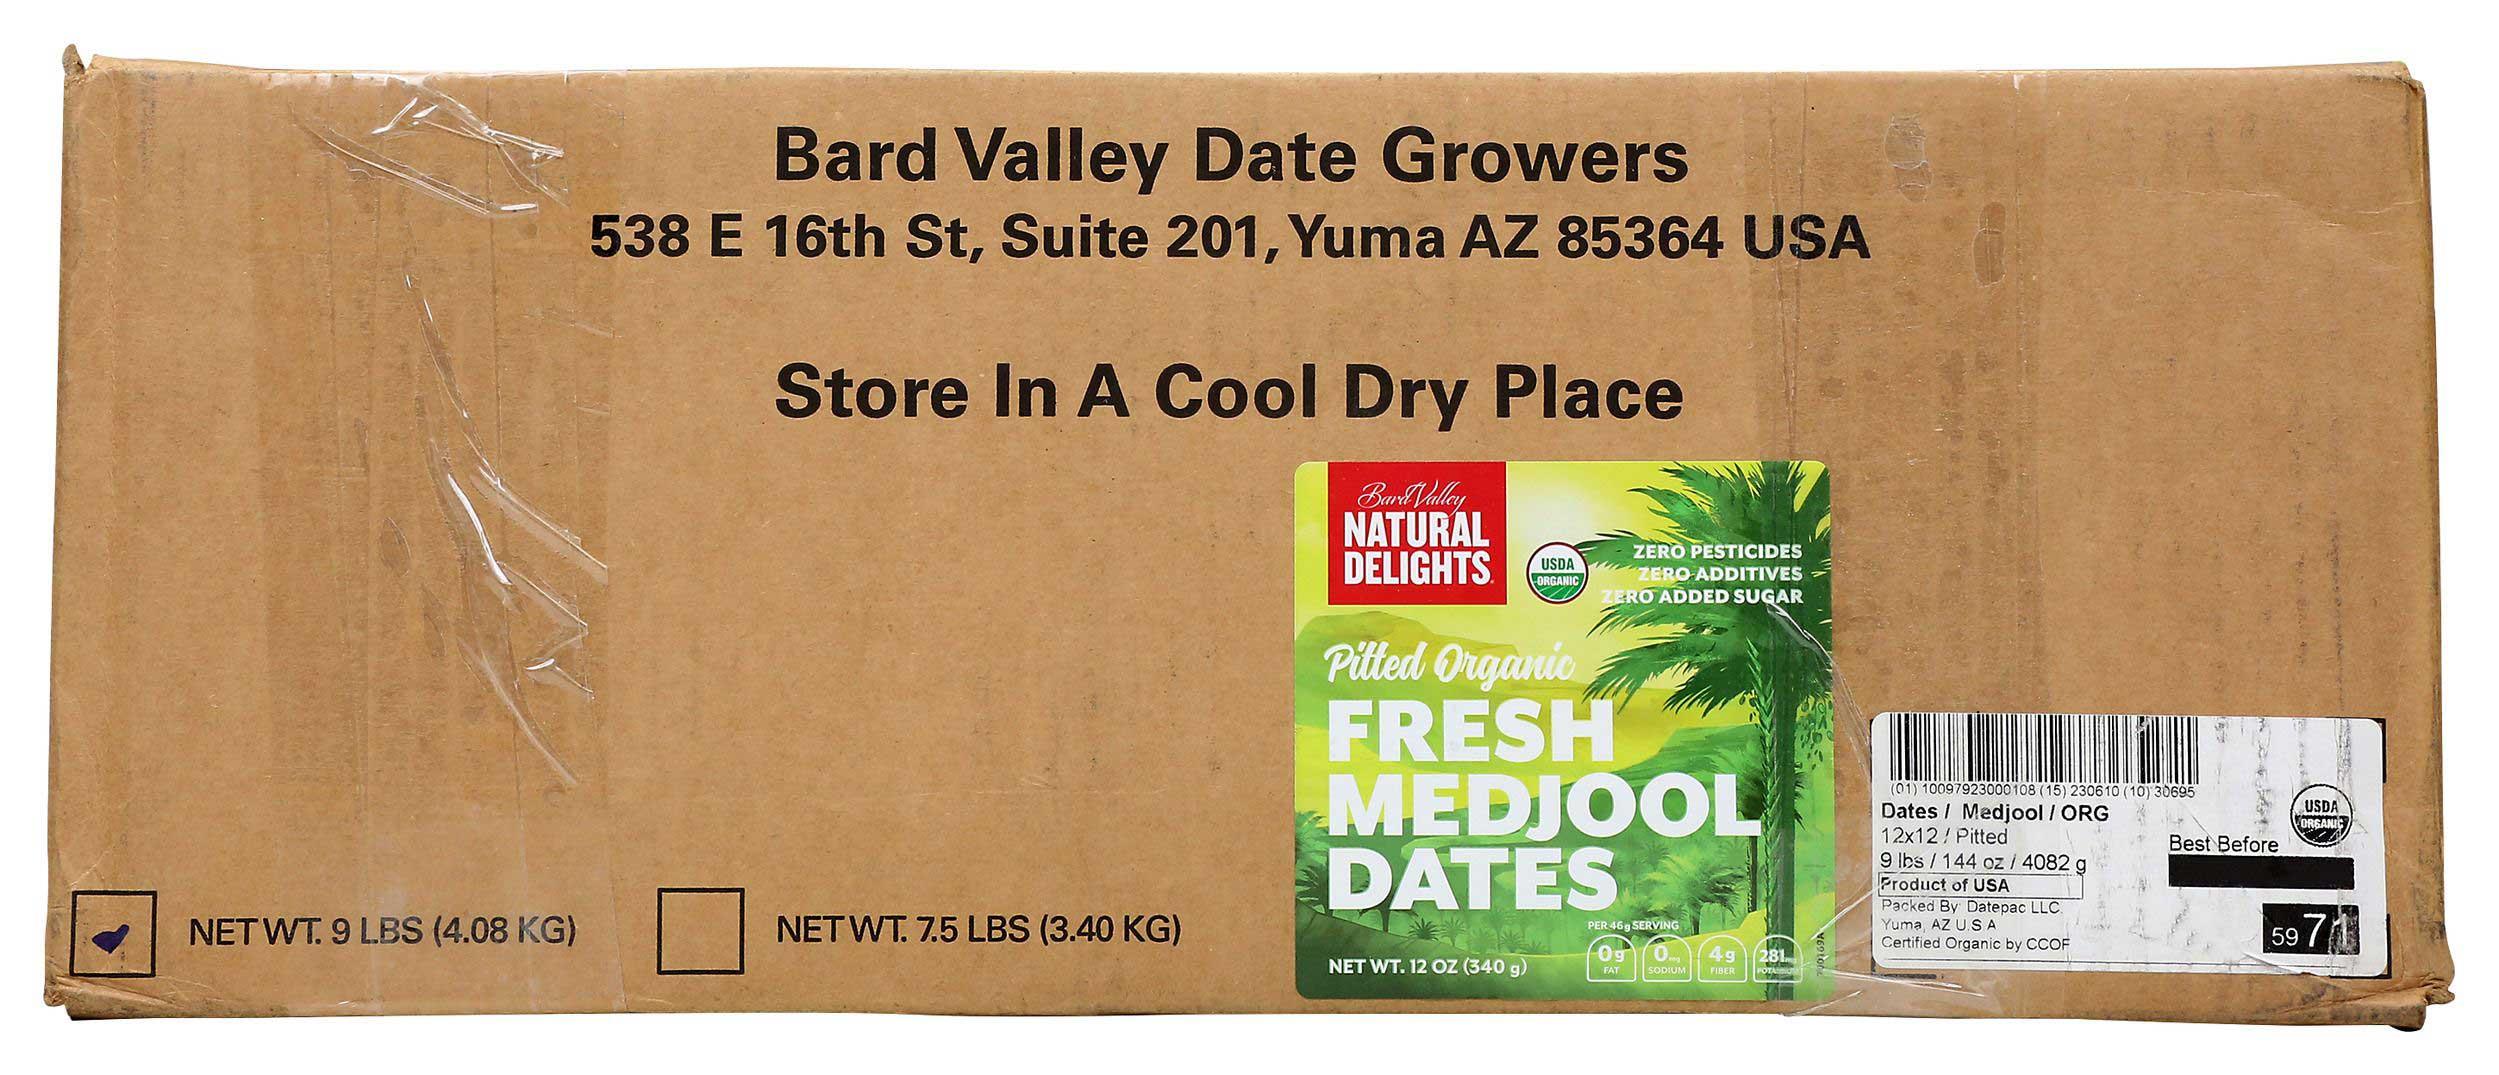 Bard Valley Date Growers
538 E 16th St, Suite 201, Yuma AZ 85364 USA
Store In A Cool Dry Place
Bard Valley
NATURAL
DELIGHTS
USDA
ORGANIC
ZERO PESTICIDES
ZERO ADDITIVES
ZERO ADDED SUGAR
Pitted Organic
FRESH
MEDJOOL
DATES
PER 46g SERVING
0g
FAT
0mg
SODIUM
4g
FIBER
281mg
POTASSIUM
NET WT. 12 OZ (340 g)
(01) 10097923000108 (15) 230610 (10) 30695
Dates / Medjool / ORG
12x12 / Pitted
9 lbs / 144 oz / 4082 g
Product of USA
Packed By: Datepac LLC
Yuma, AZ U.S.A
Certified Organic by CCOF
USDA
ORGANIC
Best Before
59 71
NET WT. 9 LBS (4.08 KG)
NET WT. 7.5 LBS (3.40 KG)